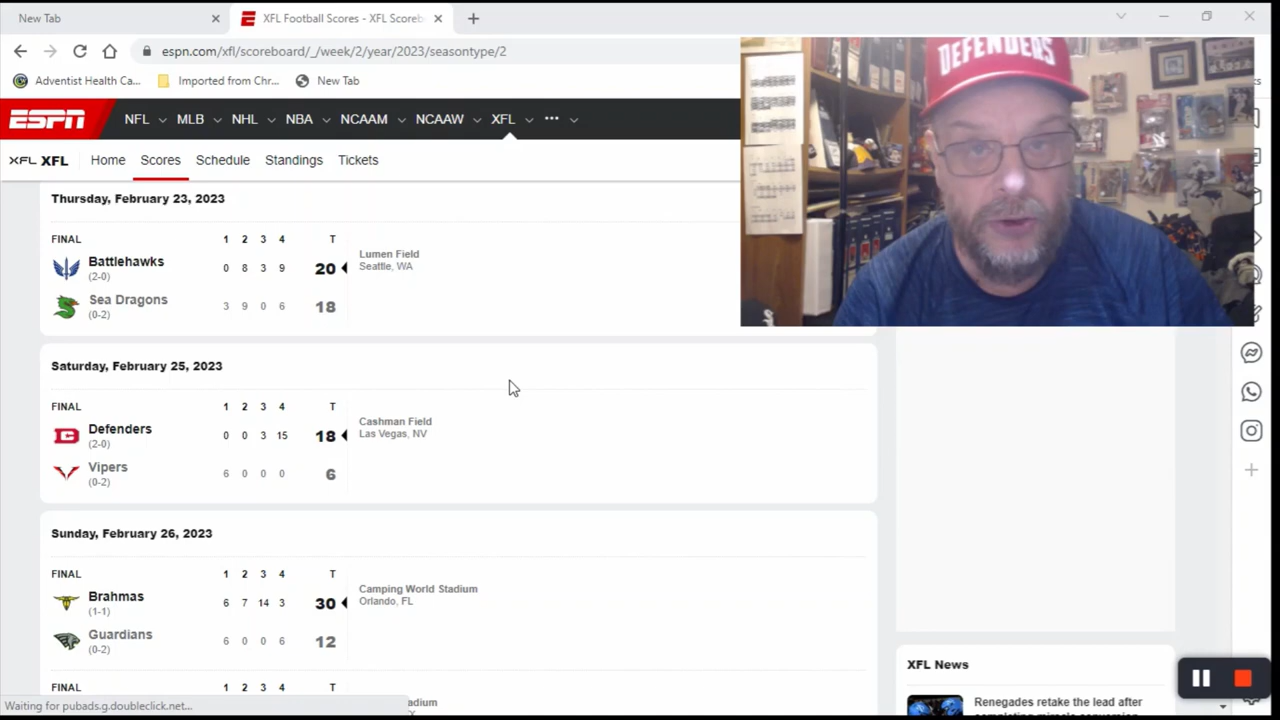 New Tab
XFL Football Scores - XFL Scoreb
espn.com/xfl/scoreboard/_/week/2/year/2023/seasontype/2
Adventist Health Ca... Imported from Chr... New Tab
ESPN NFL MLB NHL NBA NCAAM NCAAW XFL
XFL XFL Home Scores Schedule Standings Tickets
DEFENDERS
Thursday, February 23, 2023
FINAL 1 2 3 4 T
Battlehawks 0 8 3 9 20
(2-0)
Lumen Field
Seattle, WA
Sea Dragons 3 9 0 6 18
(0-2)
Saturday, February 25, 2023
FINAL 1 2 3 4 T
Defenders 0 0 3 15 18
(2-0)
Cashman Field
Las Vegas, NV
Vipers 6 0 0 0 6
(0-2)
Sunday, February 26, 2023
FINAL 1 2 3 4 T
Brahmas 6 7 14 3 30
(1-1)
Camping World Stadium
Orlando, FL
Guardians 6 0 0 6 12
(0-2)
FINAL 1 2 3 4 T
adium
XFL News
Renegades retake the lead after
Waiting for pubads.g.doubleclick.net...